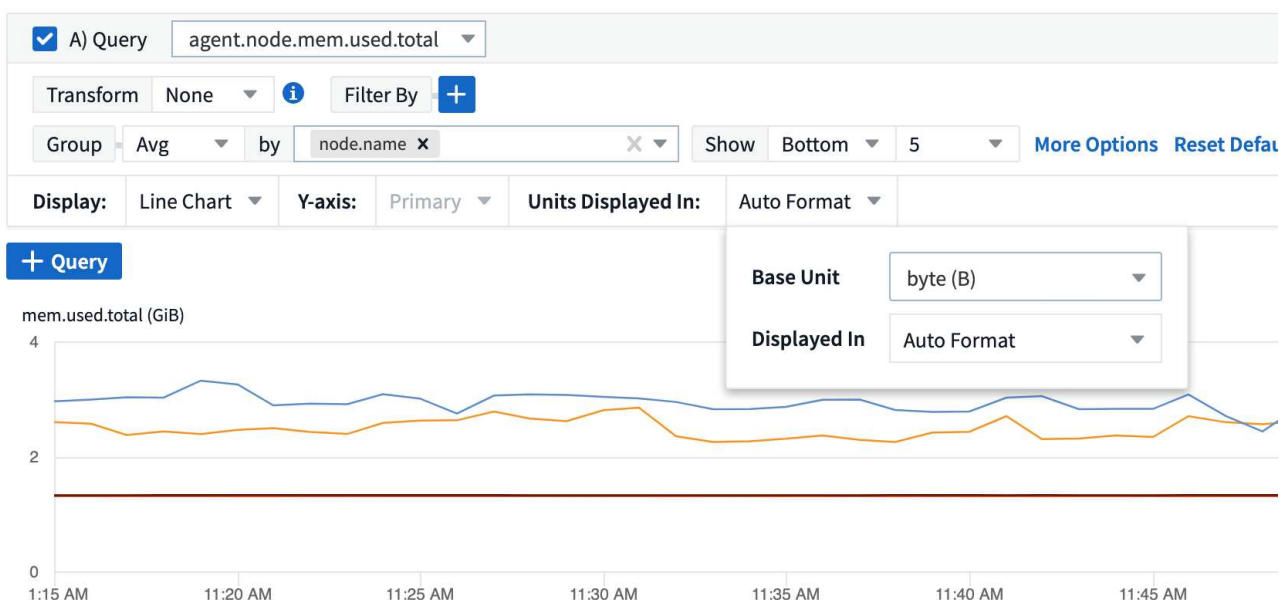 A) Query agent.node.mem.used.total
Transform None i Filter By +
Group Avg by node.name × × Show Bottom 5 More Options Reset Defau
Display: Line Chart Y-axis: Primary Units Displayed In: Auto Format
+ Query
Base Unit byte (B)
Displayed In Auto Format
mem.used.total (GiB)
4
2
0
1:15 AM 11:20 AM 11:25 AM 11:30 AM 11:35 AM 11:40 AM 11:45 AM